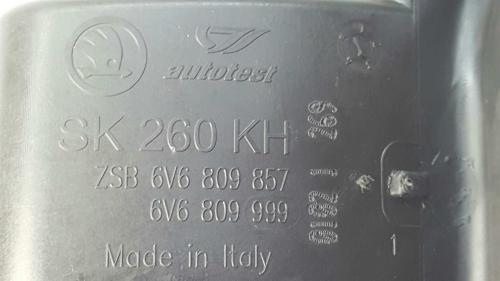 autotest
SK 260 KH
ZSB 6V6 809 857
6V6 809 999
Made in Italy
1